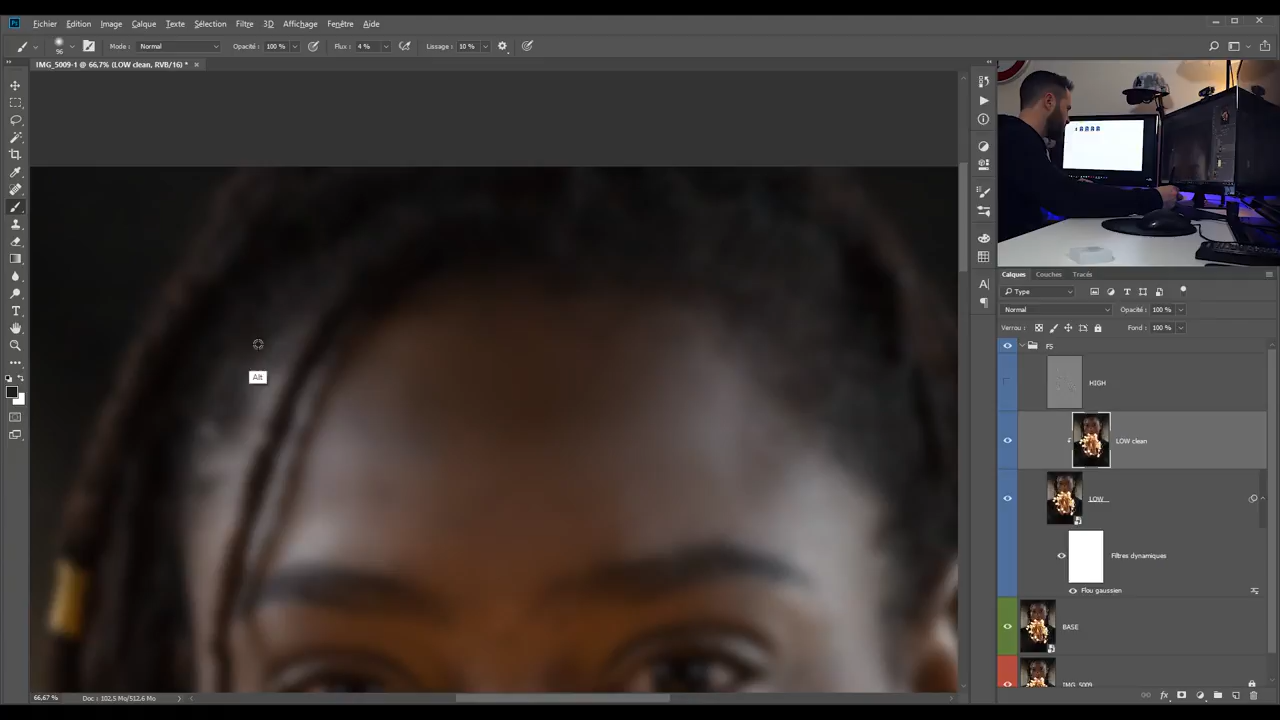 Ps Fichier Edition Image Calque Texte Sélection Filtre 3D Affichage Fenêtre Aide
96 Mode : Normal Opacité : 100 % Flux : 4 % Lissage : 10 %
IMG_5009-1 @ 66,7% (LOW clean, RVB/16) * ×
Alt
Calques Couches Tracés
Type
Normal Opacité : 100 %
Verrou : Fond : 100 %
FS
HIGH
LOW clean
LOW
Filtres dynamiques
Flou gaussien
BASE
IMG_5009
66,67 % Doc : 102,5 Mo/512,6 Mo